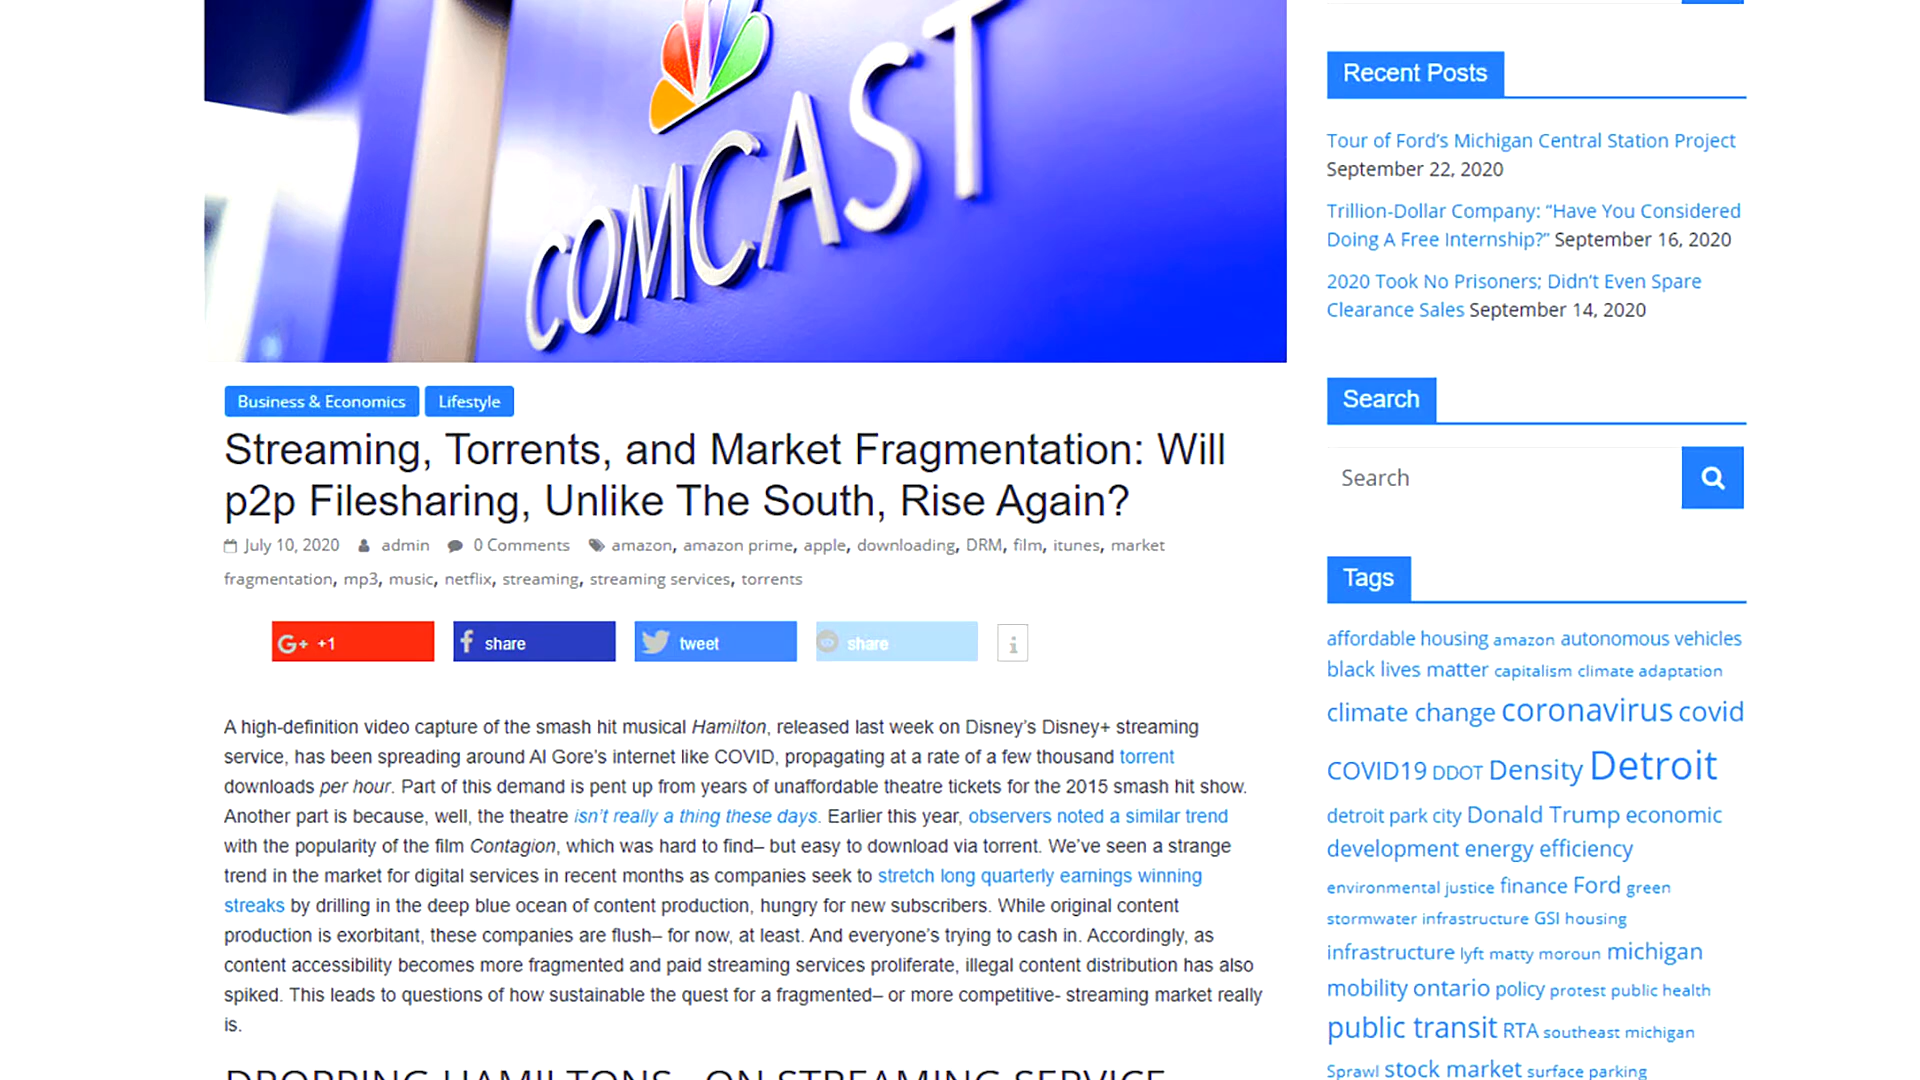 COMCAST
Business & Economics Lifestyle
Streaming, Torrents, and Market Fragmentation: Will
p2p Filesharing, Unlike The South, Rise Again?
July 10, 2020 admin 0 Comments amazon, amazon prime, apple, downloading, DRM, film, itunes, market
fragmentation, mp3, music, netflix, streaming, streaming services, torrents
G+ +1 f share tweet share i
A high-definition video capture of the smash hit musical Hamilton, released last week on Disney’s Disney+ streaming
service, has been spreading around Al Gore’s internet like COVID, propagating at a rate of a few thousand torrent
downloads per hour. Part of this demand is pent up from years of unaffordable theatre tickets for the 2015 smash hit show.
Another part is because, well, the theatre isn’t really a thing these days. Earlier this year, observers noted a similar trend
with the popularity of the film Contagion, which was hard to find– but easy to download via torrent. We’ve seen a strange
trend in the market for digital services in recent months as companies seek to stretch long quarterly earnings winning
streaks by drilling in the deep blue ocean of content production, hungry for new subscribers. While original content
production is exorbitant, these companies are flush– for now, at least. And everyone’s trying to cash in. Accordingly, as
content accessibility becomes more fragmented and paid streaming services proliferate, illegal content distribution has also
spiked. This leads to questions of how sustainable the quest for a fragmented– or more competitive- streaming market really
is.
DROPPING HAMILTONS ON STREAMING SERVICE
Recent Posts
Tour of Ford’s Michigan Central Station Project
September 22, 2020
Trillion-Dollar Company: “Have You Considered
Doing A Free Internship?” September 16, 2020
2020 Took No Prisoners; Didn’t Even Spare
Clearance Sales September 14, 2020
Search
Search
Tags
affordable housing amazon autonomous vehicles
black lives matter capitalism climate adaptation
climate change coronavirus covid
COVID19 DDOT Density Detroit
detroit park city Donald Trump economic
development energy efficiency
environmental justice finance Ford green
stormwater infrastructure GSI housing
infrastructure lyft matty moroun michigan
mobility ontario policy protest public health
public transit RTA southeast michigan
Sprawl stock market surface parking